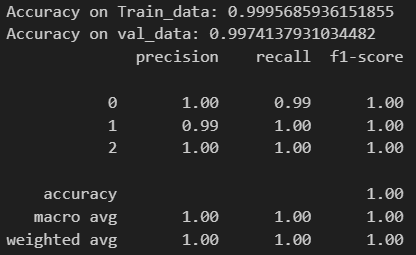 Accuracy on Train_data: 0.9995685936151855
Accuracy on val_data: 0.9974137931034482
precision recall f1-score
0 1.00 0.99 1.00
1 0.99 1.00 1.00
2 1.00 1.00 1.00
accuracy 1.00
macro avg 1.00 1.00 1.00
weighted avg 1.00 1.00 1.00